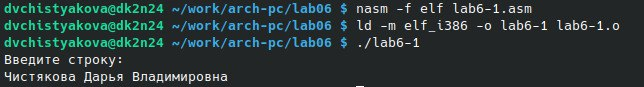 dvchistyakova@dk2n24 ~/work/arch-pc/lab06 $ nasm -f elf lab6-1.asm
dvchistyakova@dk2n24 ~/work/arch-pc/lab06 $ ld -m elf_i386 -o lab6-1 lab6-1.o
dvchistyakova@dk2n24 ~/work/arch-pc/lab06 $ ./lab6-1
Введите строку:
Чистякова Дарья Владимировна